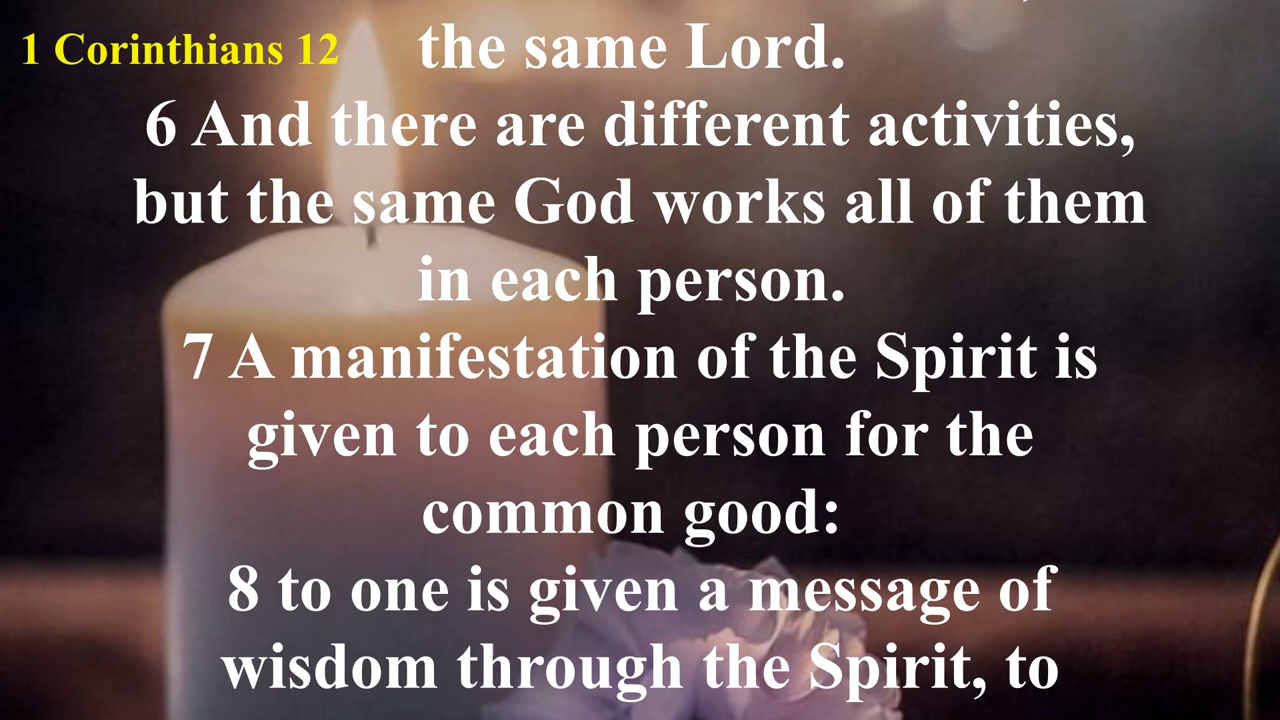 1 Corinthians 12
the same Lord.
6 And there are different activities,
but the same God works all of them
in each person.
7 A manifestation of the Spirit is
given to each person for the
common good:
8 to one is given a message of
wisdom through the Spirit, to